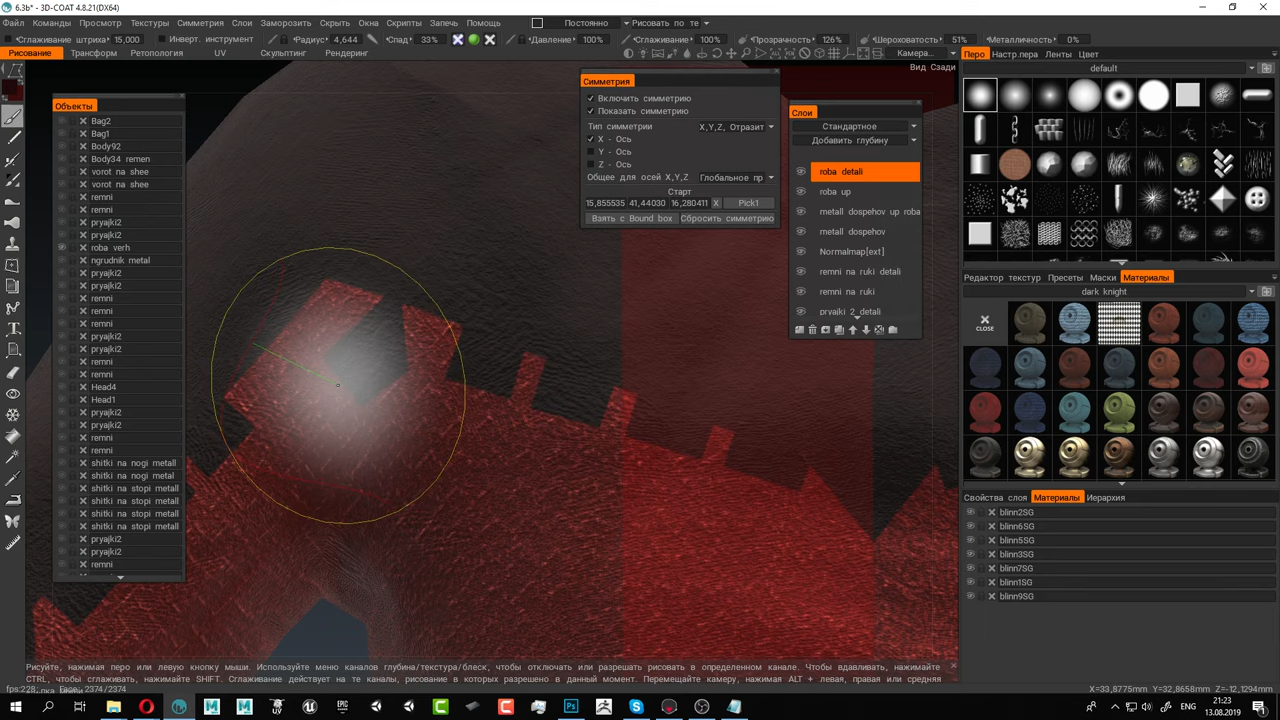 6.3b* - 3D-COAT 4.8.21(DX64)
Файл Команды Просмотр Текстуры Симметрия Слои Заморозить Скрыть Окна Скрипты Запечь Помощь Постоянно Рисовать по те
Сглаживание штриха 15,000 Инверт. инструмент Радиус 4,644 Спад 33% Давление 100% Сглаживание 100% Прозрачность 126% Шероховатость 51% Металличность 0%
Рисование Трансформ Ретопология UV Скульптинг Рендеринг Камера...
Вид Сзади
Объекты
Bag2
Bag1
Body92
Body34 remen
vorot na shee
vorot na shee
remni
remni
pryajki2
pryajki2
roba verh
ngrudnik metal
pryajki2
pryajki2
remni
remni
remni
pryajki2
pryajki2
remni
remni
Head4
Head1
pryajki2
pryajki2
remni
remni
shitki na nogi metall
shitki na nogi metal
shitki na stopi metall
shitki na stopi metall
shitki na stopi metall
shitki na stopi metall
pryajki2
pryajki2
remni
Симметрия
Включить симметрию
Показать симметрию
Тип симметрии X,Y,Z, Отразит
X - Ось
Y - Ось
Z - Ось
Общее для осей X,Y,Z Глобальное пр
Старт
15,855535 41,44030 16,280411 X Pick1
Взять с Bound box Сбросить симметрию
Слои
Стандартное
Добавить глубину
roba detali
roba up
metall dospehov up roba
metall dospehov
NormalMap[ext]
remni na ruki detali
remni na ruki
pryajki 2 detali
Перо Настр.пера Ленты Цвет
default
Редактор текстур Пресеты Маски Материалы
dark knight
CLOSE
Свойства слоя Материалы Иерархия
blinn2SG
blinn6SG
blinn5SG
blinn3SG
blinn7SG
blinn1SG
blinn9SG
Рисуйте, нажимая перо или левую кнопку мыши. Используйте меню каналов глубина/текстура/блеск, чтобы отключить или разрешать рисовать в определенном канале. Чтобы вдавливать, нажимайте
CTRL, чтобы сглаживать, нажимайте SHIFT. Сглаживание действует на те каналы, рисование в которых разрешено в данный момент. Перемещайте камеру, нажимая ALT + левая, правая или средняя
fps:228; 2374/2374 X=33,8775mm Y=32,8658mm Z=-12,1294mm
ENG 21:23
13.08.2019